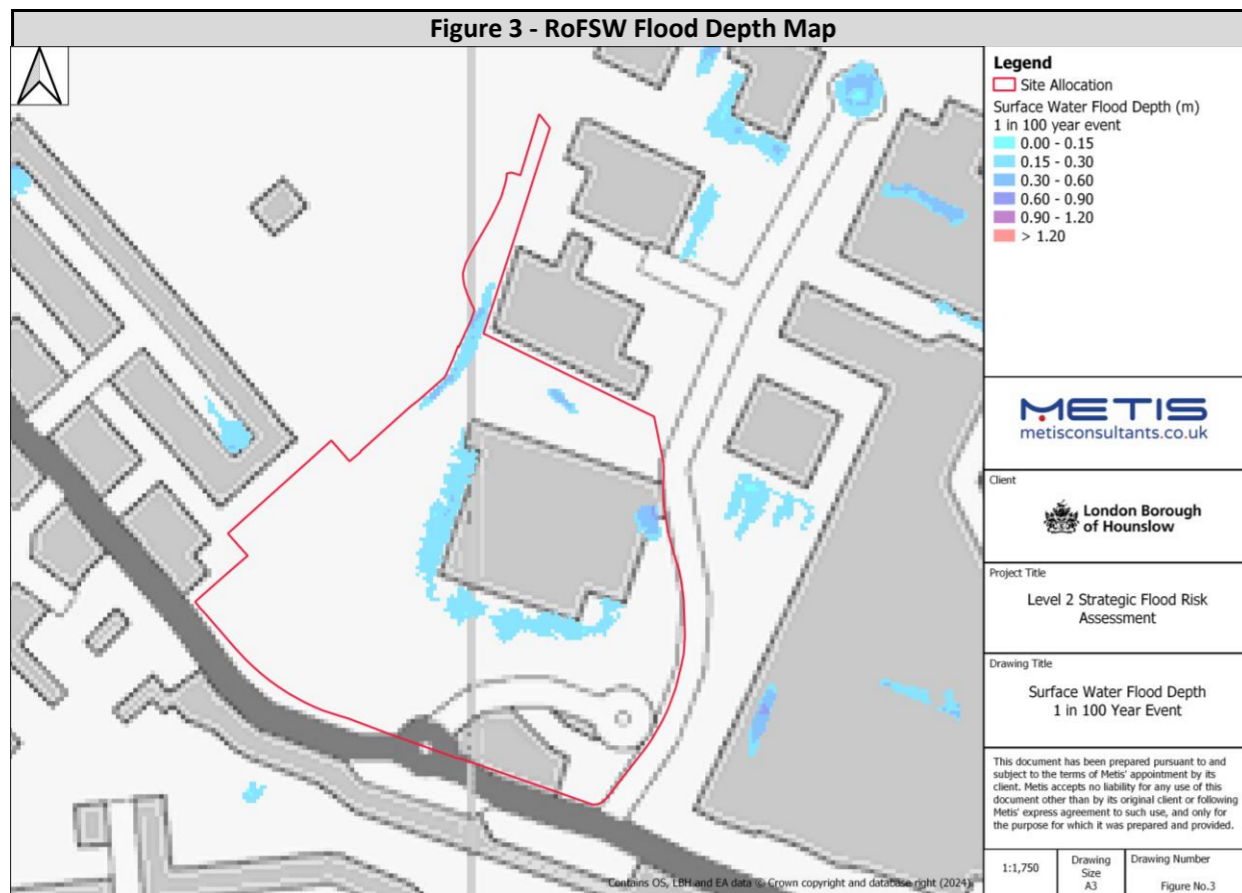 Figure 3 - RoFSW Flood Depth Map
Legend
Site Allocation
Surface Water Flood Depth (m)
1 in 100 year event
0.00 - 0.15
0.15 - 0.30
0.30 - 0.60
0.60 - 0.90
0.90 - 1.20
> 1.20
METIS
metisconsultants.co.uk
Client
London Borough
of Hounslow
Project Title
Level 2 Strategic Flood Risk
Assessment
Drawing Title
Surface Water Flood Depth
1 in 100 Year Event
This document has been prepared pursuant to and
subject to the terms of Metis' appointment by its
client. Metis accepts no liability for any use of this
document other than by its original client or following
Metis' express agreement to such use, and only for
the purpose for which it was prepared and provided.
1:1,750
Drawing
Size
A3
Drawing Number
Figure No.3
Contains OS, LBH and EA data © Crown copyright and database right (2024)